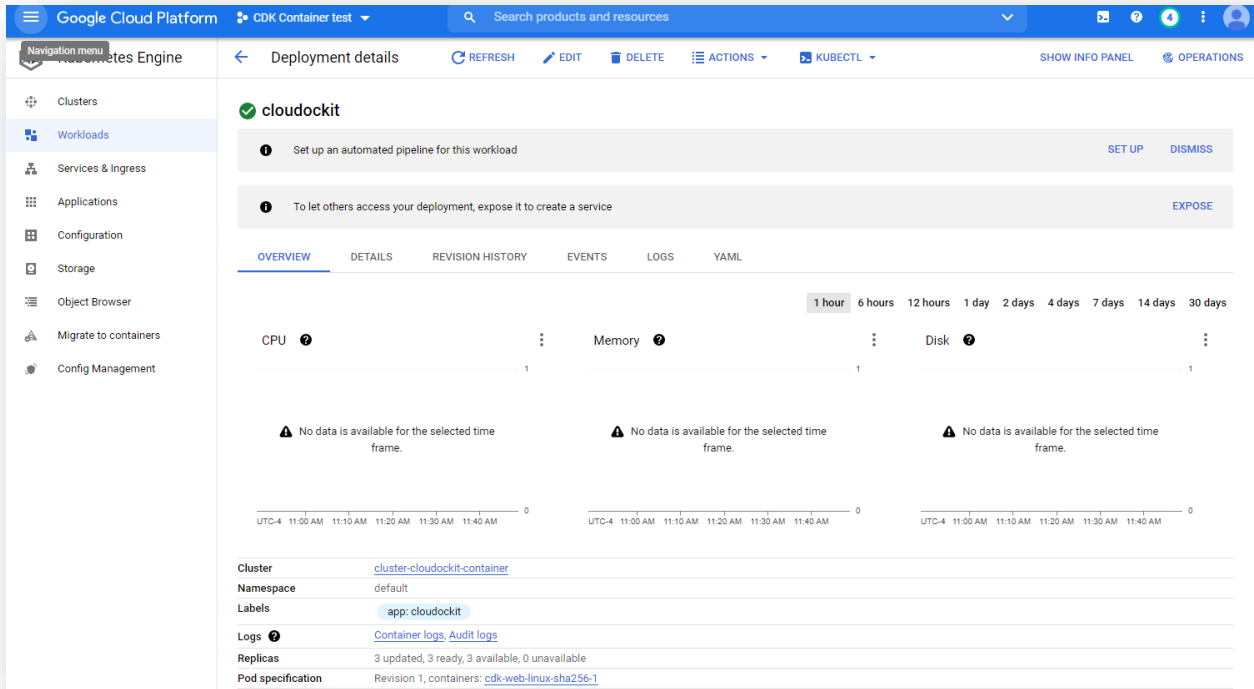 Google Cloud Platform
CDK Container test
Search products and resources
4
Navigation menu
Kubernetes Engine
Deployment details
REFRESH
EDIT
DELETE
ACTIONS
KUBECTL
SHOW INFO PANEL
OPERATIONS
Clusters
Workloads
Services & Ingress
Applications
Configuration
Storage
Object Browser
Migrate to containers
Config Management
cloudockit
Set up an automated pipeline for this workload
SET UP
DISMISS
To let others access your deployment, expose it to create a service
EXPOSE
OVERVIEW
DETAILS
REVISION HISTORY
EVENTS
LOGS
YAML
1 hour 6 hours 12 hours 1 day 2 days 4 days 7 days 14 days 30 days
CPU
1
No data is available for the selected time
frame.
0
UTC-4 11:00 AM 11:10 AM 11:20 AM 11:30 AM 11:40 AM
Memory
1
No data is available for the selected time
frame.
0
UTC-4 11:00 AM 11:10 AM 11:20 AM 11:30 AM 11:40 AM
Disk
1
No data is available for the selected time
frame.
0
UTC-4 11:00 AM 11:10 AM 11:20 AM 11:30 AM 11:40 AM
Cluster cluster-cloudockit-container
Namespace default
Labels app: cloudockit
Logs Container logs, Audit logs
Replicas 3 updated, 3 ready, 3 available, 0 unavailable
Pod specification Revision 1, containers: cdk-web-linux-sha256-1